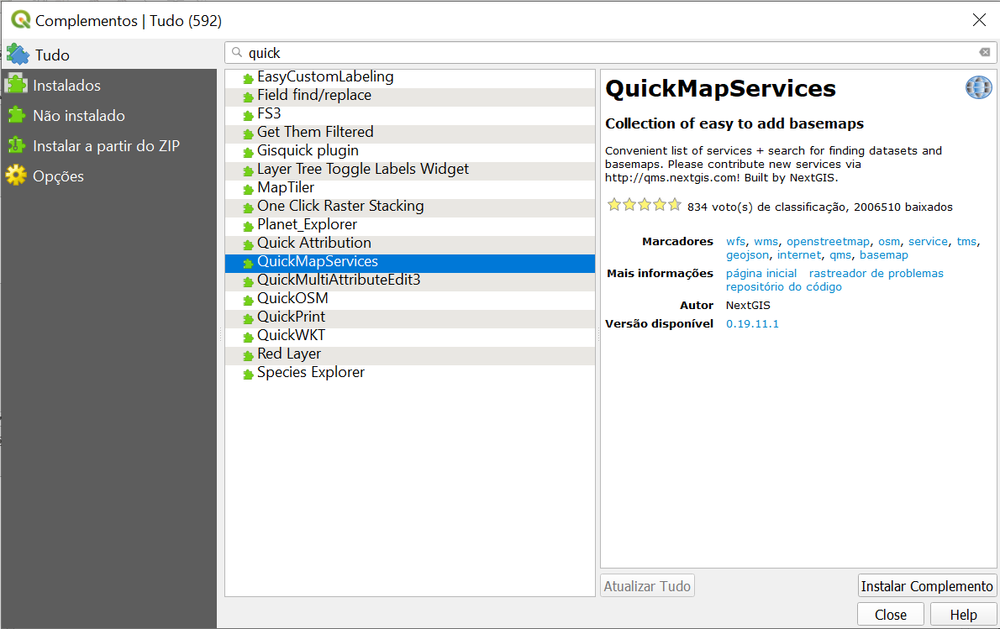 Complementos | Tudo (592)
Tudo
Instalados
Não instalado
Instalar a partir do ZIP
Opções
quick
EasyCustomLabeling
Field find/replace
FS3
Get Them Filtered
Gisquick plugin
Layer Tree Toggle Labels Widget
MapTiler
One Click Raster Stacking
Planet_Explorer
Quick Attribution
QuickMapServices
QuickMultiAttributeEdit3
QuickOSM
QuickPrint
QuickWKT
Red Layer
Species Explorer
QuickMapServices
Collection of easy to add basemaps
Convenient list of services + search for finding datasets and
basemaps. Please contribute new services via
http://qms.nextgis.com! Built by NextGIS.
834 voto(s) de classificação, 2006510 baixados
Marcadores wfs, wms, openstreetmap, osm, service, tms,
geojson, internet, qms, basemap
Mais informações página inicial rastreador de problemas
repositório do código
Autor NextGIS
Versão disponível 0.19.11.1
Atualizar Tudo
Instalar Complemento
Close
Help